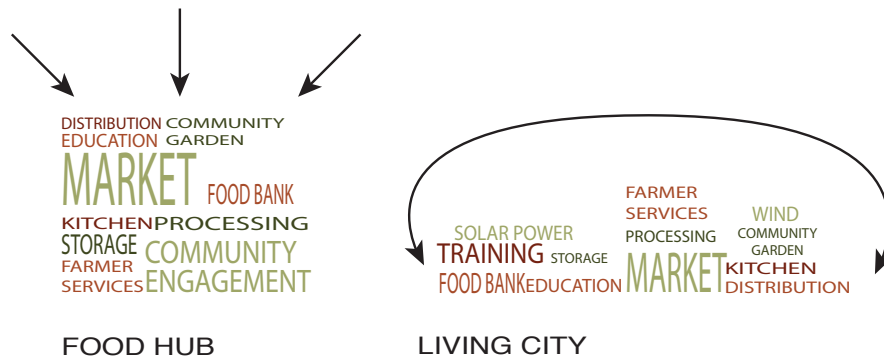 DISTRIBUTION COMMUNITY
EDUCATION GARDEN
MARKET FOOD BANK
KITCHEN PROCESSING
STORAGE COMMUNITY
FARMER
SERVICES ENGAGEMENT
FOOD HUB
FARMER
SERVICES WIND
SOLAR POWER PROCESSING COMMUNITY
TRAINING STORAGE GARDEN
FOOD BANK EDUCATION MARKET KITCHEN
DISTRIBUTION
LIVING CITY